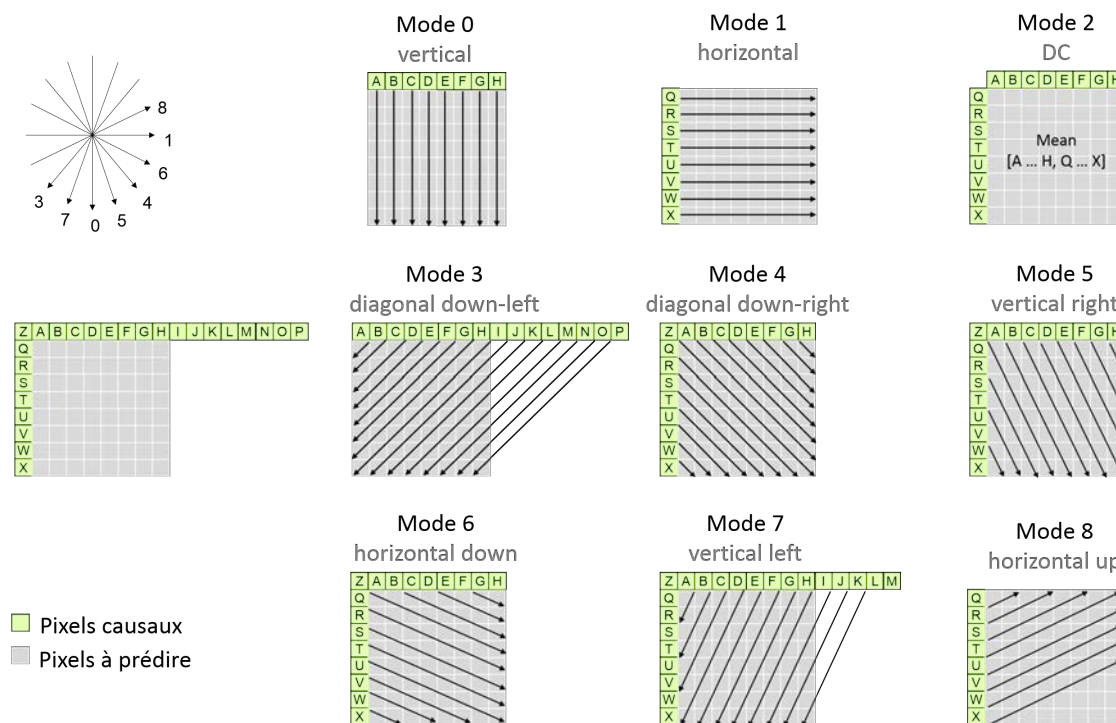 Mode 0
vertical
A B C D E F G H
Mode 1
horizontal
Q
R
S
T
U
V
W
X
Mode 2
DC
A B C D E F G H
Q
R
S
T
U
V
W
X
Mean
[A ... H, Q ... X]
8
1
6
4
5
0
7
3
Z A B C D E F G H I J K L M N O P
Q
R
S
T
U
V
W
X
Mode 3
diagonal down-left
A B C D E F G H I J K L M N O P
Mode 4
diagonal down-right
Z A B C D E F G H
Q
R
S
T
U
V
W
X
Mode 5
vertical right
Z A B C D E F G H
Q
R
S
T
U
V
W
X
Mode 6
horizontal down
Z A B C D E F G H
Q
R
S
T
U
V
W
X
Mode 7
vertical left
Z A B C D E F G H I J K L M
Q
R
S
T
U
V
W
X
Mode 8
horizontal up
Q
R
S
T
U
V
W
X
Pixels causaux
Pixels à prédire